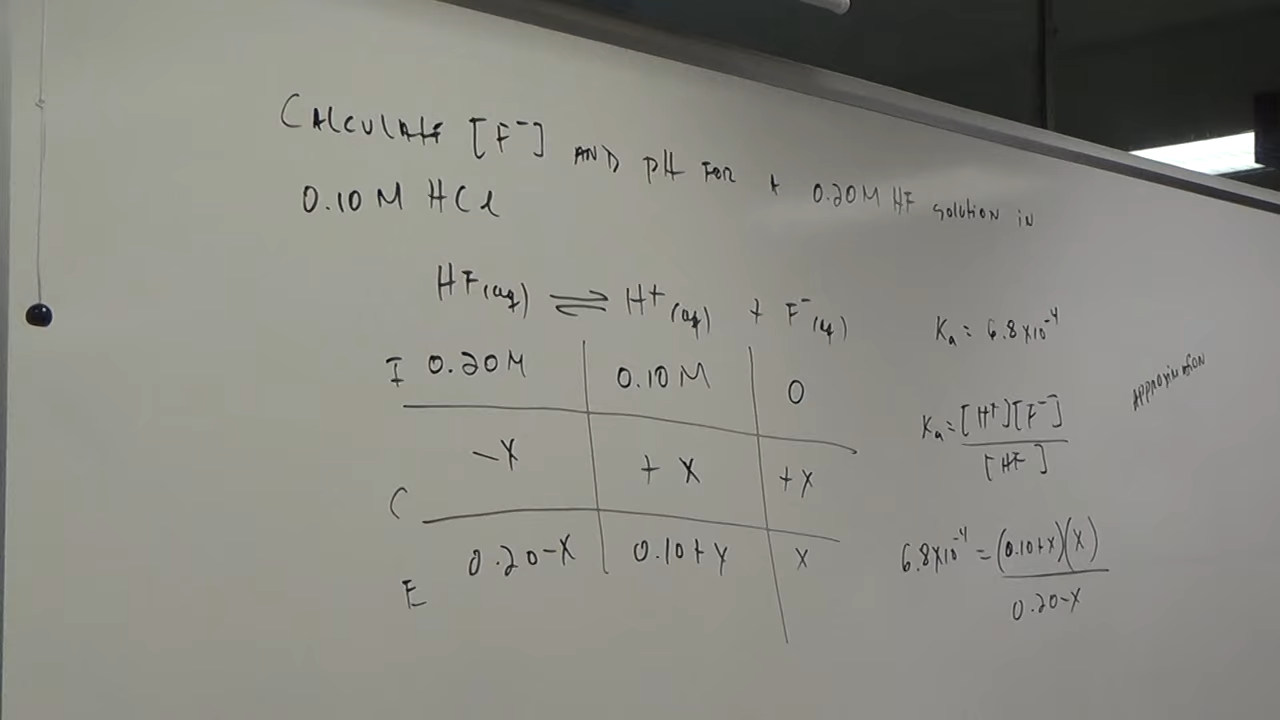 CALCULATE [F⁻] AND pH FOR A 0.20M HF solution in
0.10 M HCl
HF(aq) ⇌ H⁺(aq) + F⁻(aq)
I 0.20M 0.10 M 0
C -X + X +X
E 0.20-X 0.10+X X
Ka = 6.8x10⁻⁴
APPROXIMATION
Ka = [H⁺][F⁻] / [HF]
6.8x10⁻⁴ = (0.10+X)(X) / 0.20-X